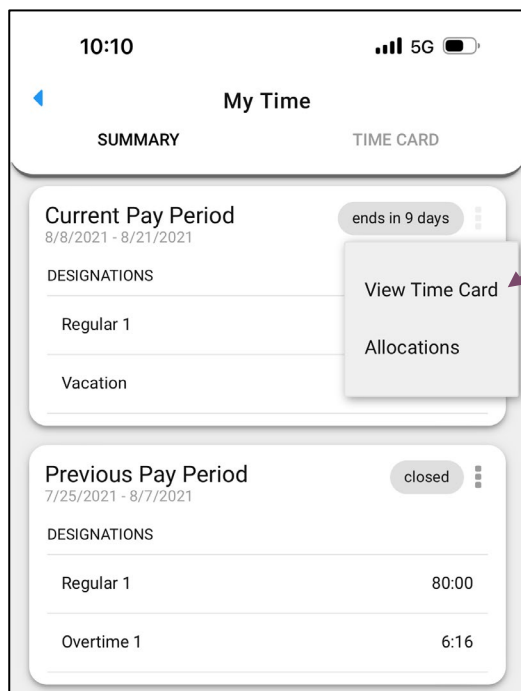 10:10 5G
My Time
SUMMARY TIME CARD
Current Pay Period ends in 9 days
8/8/2021 - 8/21/2021
DESIGNATIONS
View Time Card
Regular 1
Allocations
Vacation
Previous Pay Period closed
7/25/2021 - 8/7/2021
DESIGNATIONS
Regular 1 80:00
Overtime 1 6:16